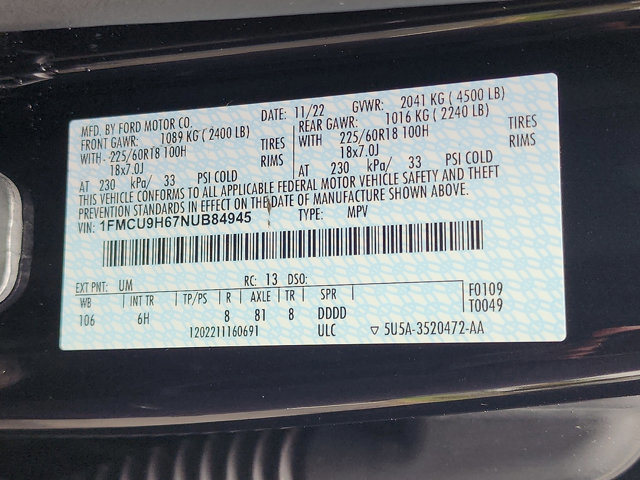 MFD. BY FORD MOTOR CO. DATE: 11/22 GVWR: 2041 KG ( 4500 LB)
FRONT GAWR: 1089 KG ( 2400 LB) REAR GAWR: 1016 KG ( 2240 LB)
WITH 225/60R18 100H TIRES WITH 225/60R18 100H TIRES
18x7.0J RIMS 18x7.0J RIMS
AT 230 kPa/ 33 PSI COLD AT 230 kPa/ 33 PSI COLD
THIS VEHICLE CONFORMS TO ALL APPLICABLE FEDERAL MOTOR VEHICLE SAFETY AND THEFT
PREVENTION STANDARDS IN EFFECT ON THE DATE OF MANUFACTURE SHOWN ABOVE.
VIN: 1FMCU9H67NUB84945 TYPE: MPV
EXT PNT: UM RC: 13 DSO:
WB INT TR TP/PS R AXLE TR SPR F0109
106 6H 8 81 8 DDDD T0049
1202211160691 ULC ▽ 5U5A-3520472-AA